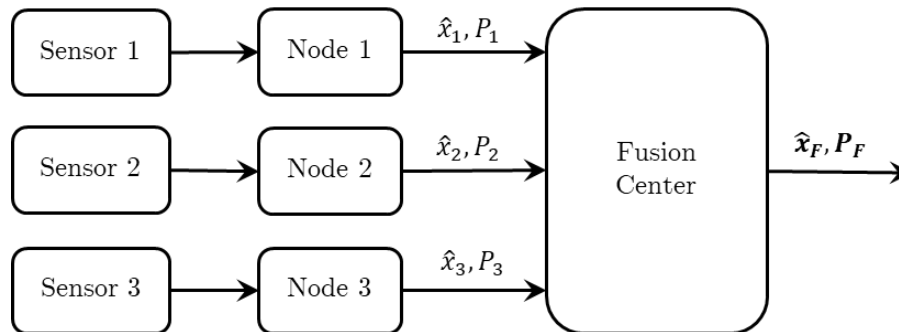 Sensor 1
Node 1
x̂₁, P₁
Sensor 2
Node 2
x̂₂, P₂
Sensor 3
Node 3
x̂₃, P₃
Fusion
Center
x̂_F, P_F